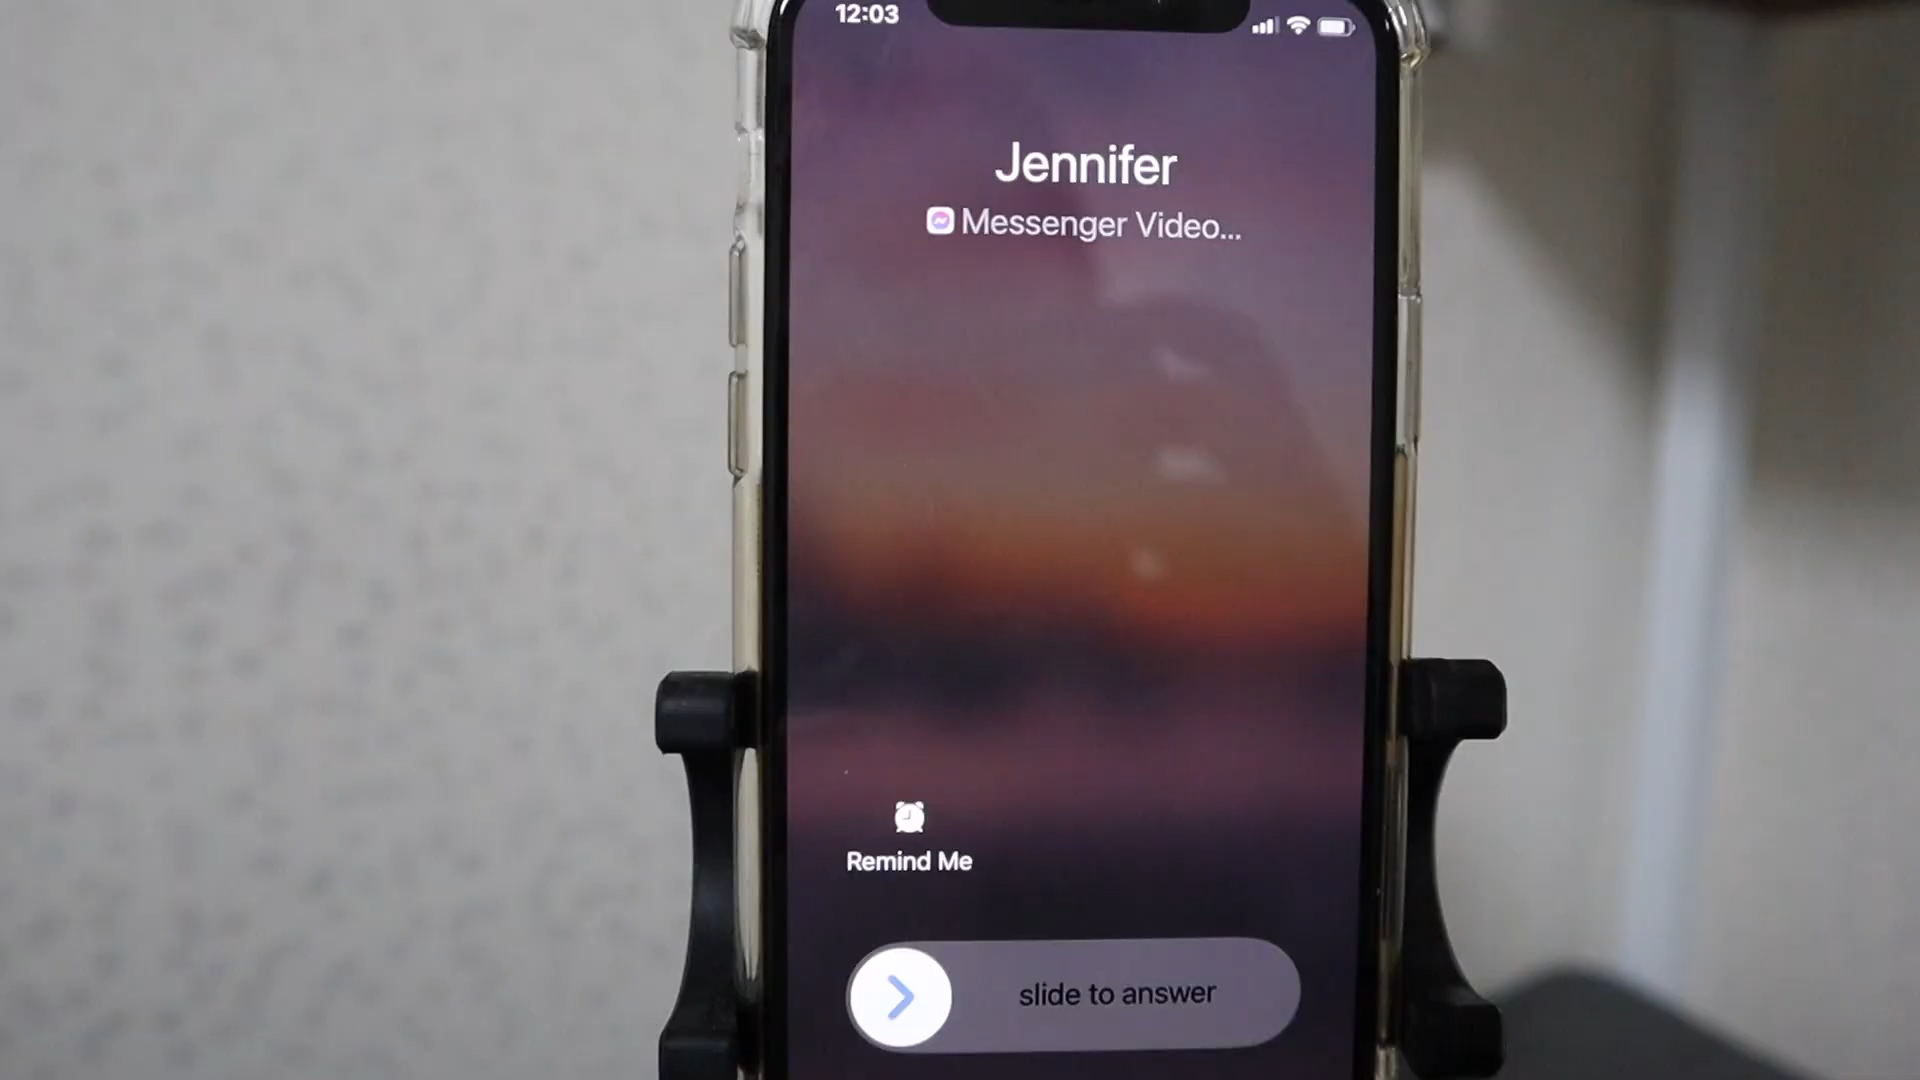 12:03
Jennifer
Messenger Video...
Remind Me
slide to answer